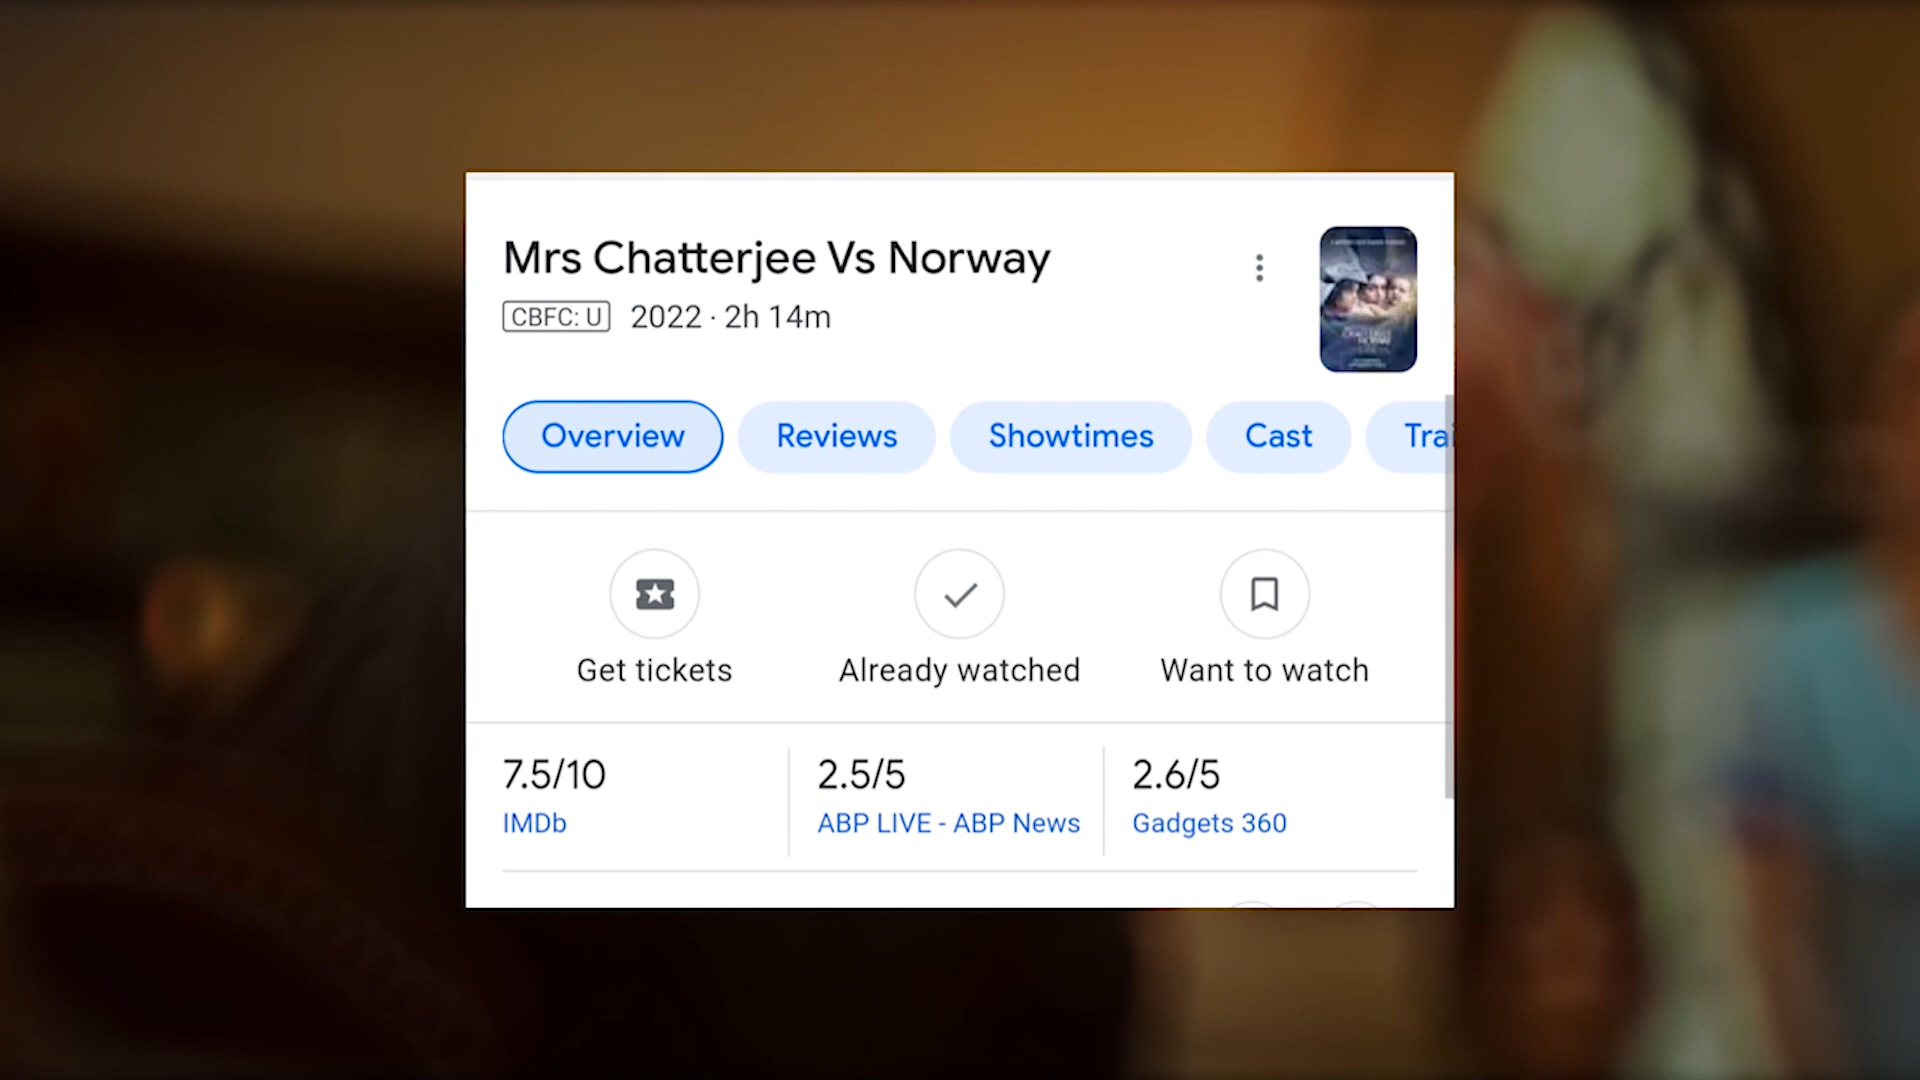 Mrs Chatterjee Vs Norway
CBFC: U 2022 · 2h 14m
Overview Reviews Showtimes Cast
Get tickets Already watched Want to watch
7.5/10 2.5/5 2.6/5
IMDb ABP LIVE - ABP News Gadgets 360